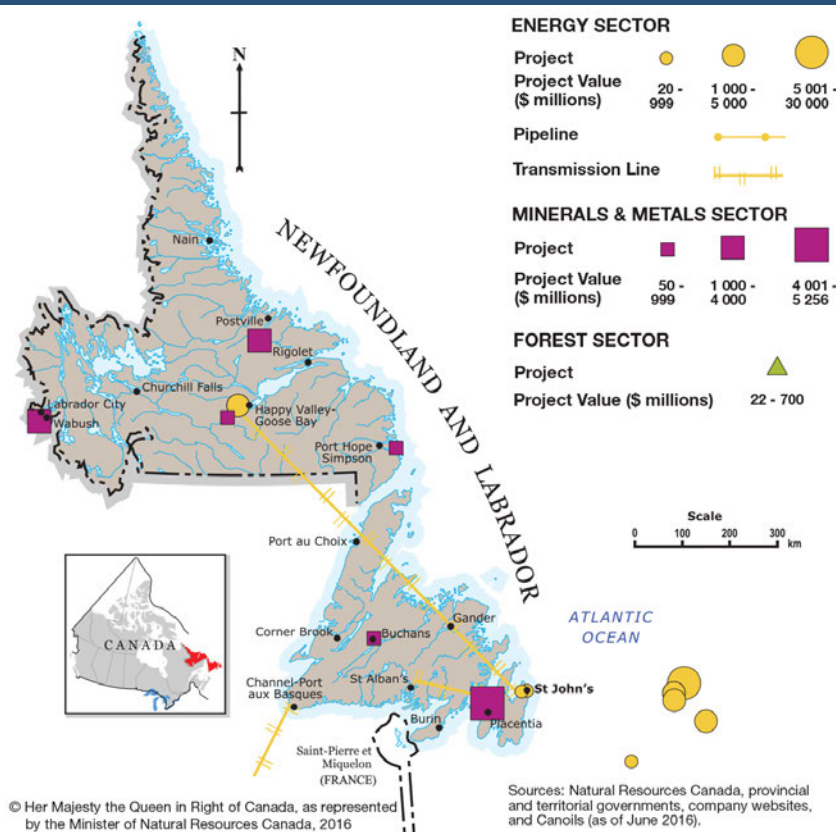 ENERGY SECTOR
Project
Project Value
($ millions)
20 -
999
1 000 -
5 000
5 001 -
30 000
Pipeline
Transmission Line
MINERALS & METALS SECTOR
Project
Project Value
($ millions)
50 -
999
1 000 -
4 000
4 001 -
5 256
FOREST SECTOR
Project
Project Value ($ millions)
22 - 700
Scale
0 100 200 300
km
N
NEWFOUNDLAND AND LABRADOR
Nain
Postville
Rigolet
Churchill Falls
Labrador City
Wabush
Happy Valley-
Goose Bay
Port Hope
Simpson
Port au Choix
Gander
Corner Brook
Buchans
St Alban's
St John's
Channel-Port
aux Basques
Burin
Placentia
Saint-Pierre et
Miquelon
(FRANCE)
ATLANTIC
OCEAN
CANADA
© Her Majesty the Queen in Right of Canada, as represented
by the Minister of Natural Resources Canada, 2016
Sources: Natural Resources Canada, provincial
and territorial governments, company websites,
and Canoils (as of June 2016).